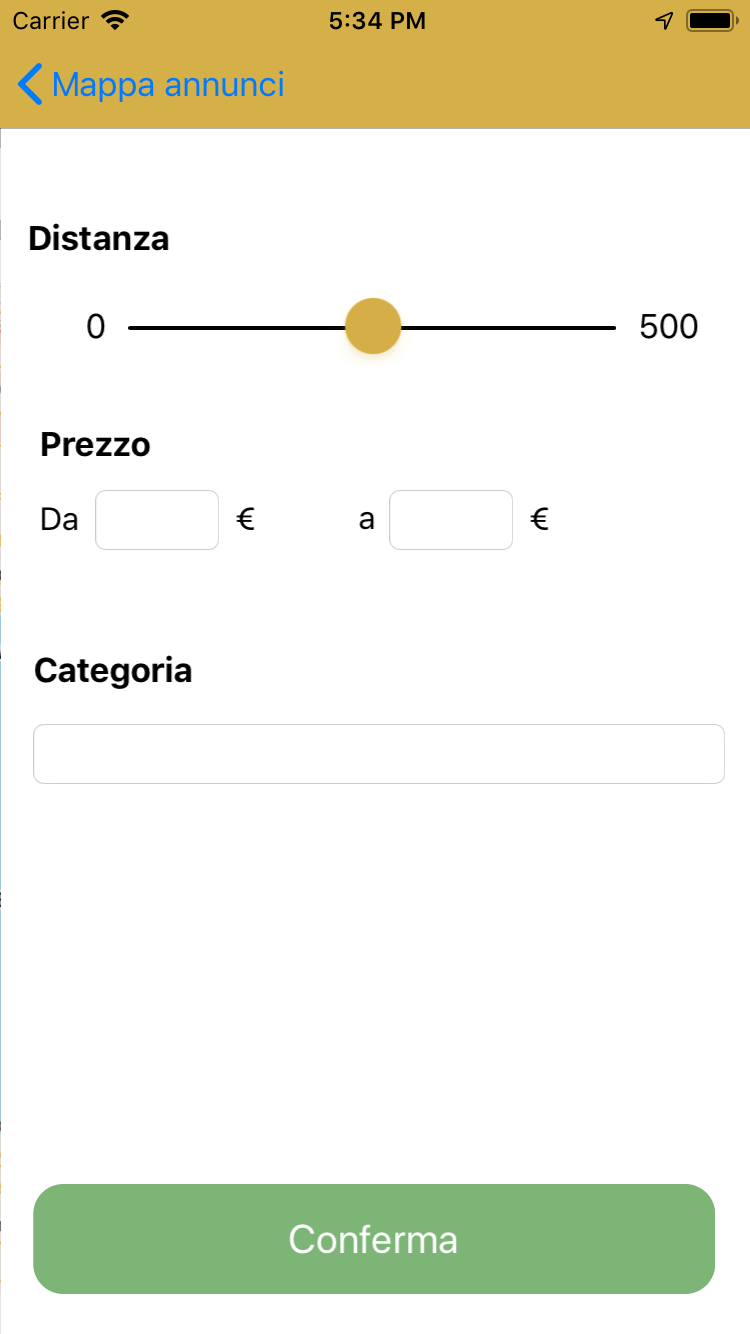 Carrier 5:34 PM
Mappa annunci
Distanza
0 500
Prezzo
Da € a €
Categoria
Conferma